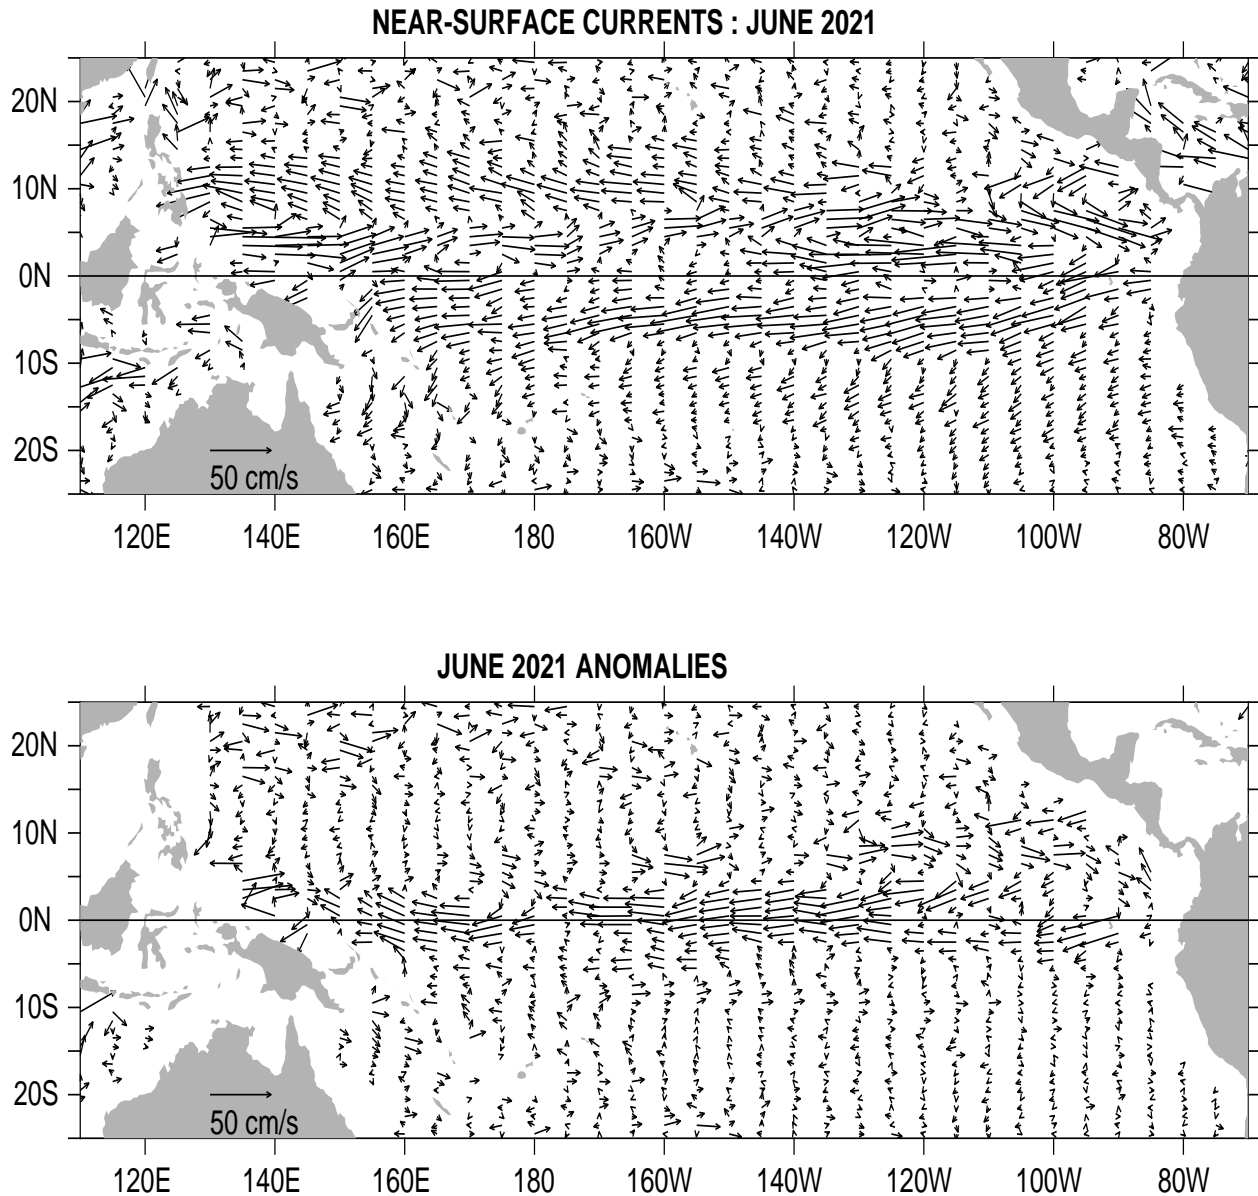 NEAR-SURFACE CURRENTS : JUNE 2021
20N
10N
0N
10S
20S
50 cm/s
120E 140E 160E 180 160W 140W 120W 100W 80W
JUNE 2021 ANOMALIES
20N
10N
0N
10S
20S
50 cm/s
120E 140E 160E 180 160W 140W 120W 100W 80W